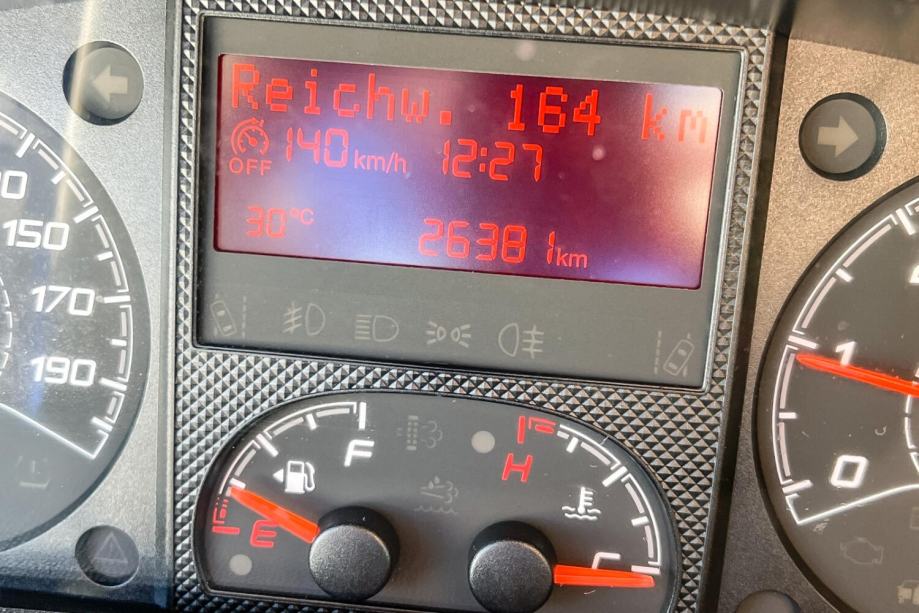 Reichw. 164 km
OFF 140 km/h 12:27
30°C 26381 km
150
170
190
F
E
H
C
1
0